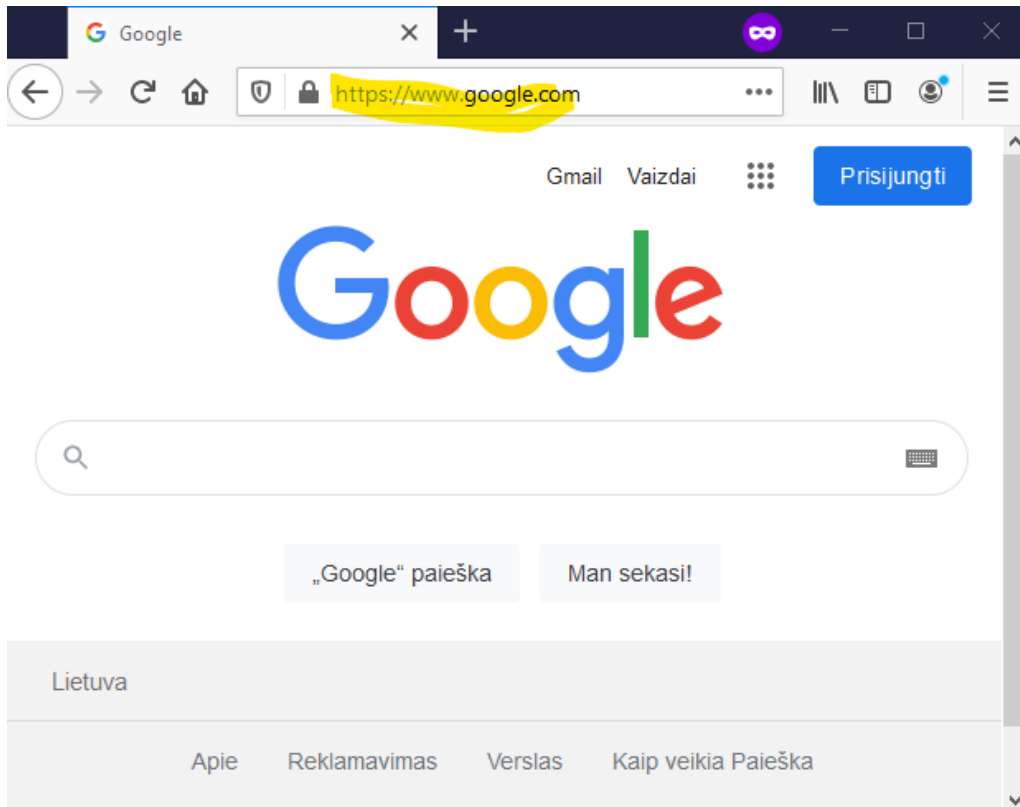 Google
https://www.google.com
Gmail Vaizdai Prisijungti
Google
„Google“ paieška Man sekasi!
Lietuva
Apie Reklamavimas Verslas Kaip veikia Paieška